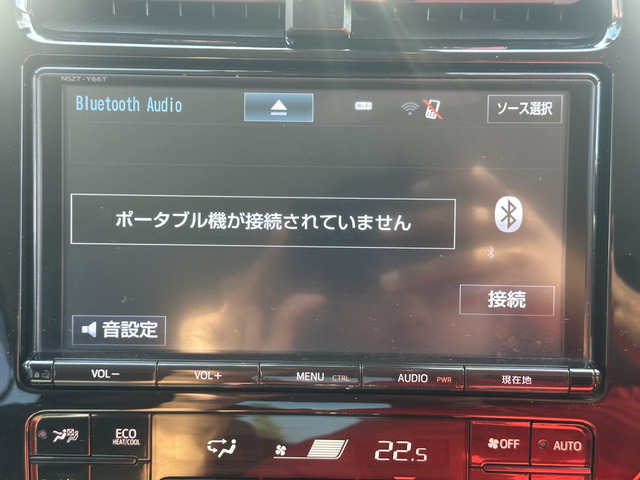 NSZT-Y66T
Bluetooth Audio
Wi-Fi
ソース選択
ポータブル機が接続されていません
接続
音設定
VOL−
VOL+
MENU CTRL
AUDIO PWR
現在地
ECO
HEAT/COOL
22.5
OFF
AUTO